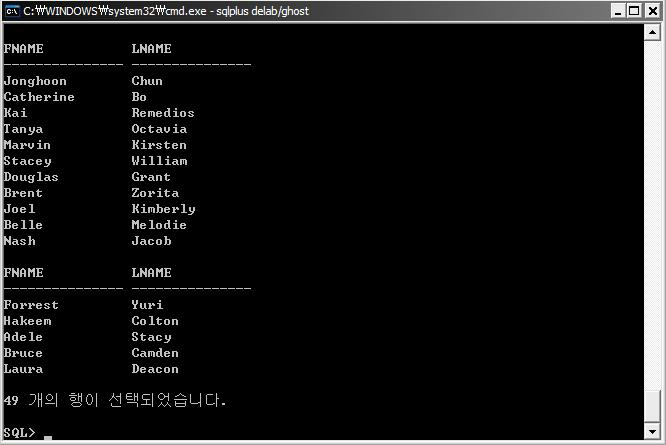 C:₩WINDOWS₩system32₩cmd.exe - sqlplus delab/ghost
FNAME LNAME
--------------- ---------------
Jonghoon Chun
Catherine Bo
Kai Remedios
Tanya Octavia
Marvin Kirsten
Stacey William
Douglas Grant
Brent Zorita
Joel Kimberly
Belle Melodie
Nash Jacob
FNAME LNAME
--------------- ---------------
Forrest Yuri
Hakeem Colton
Adele Stacy
Bruce Camden
Laura Deacon
49 개의 행이 선택되었습니다.
SQL> _